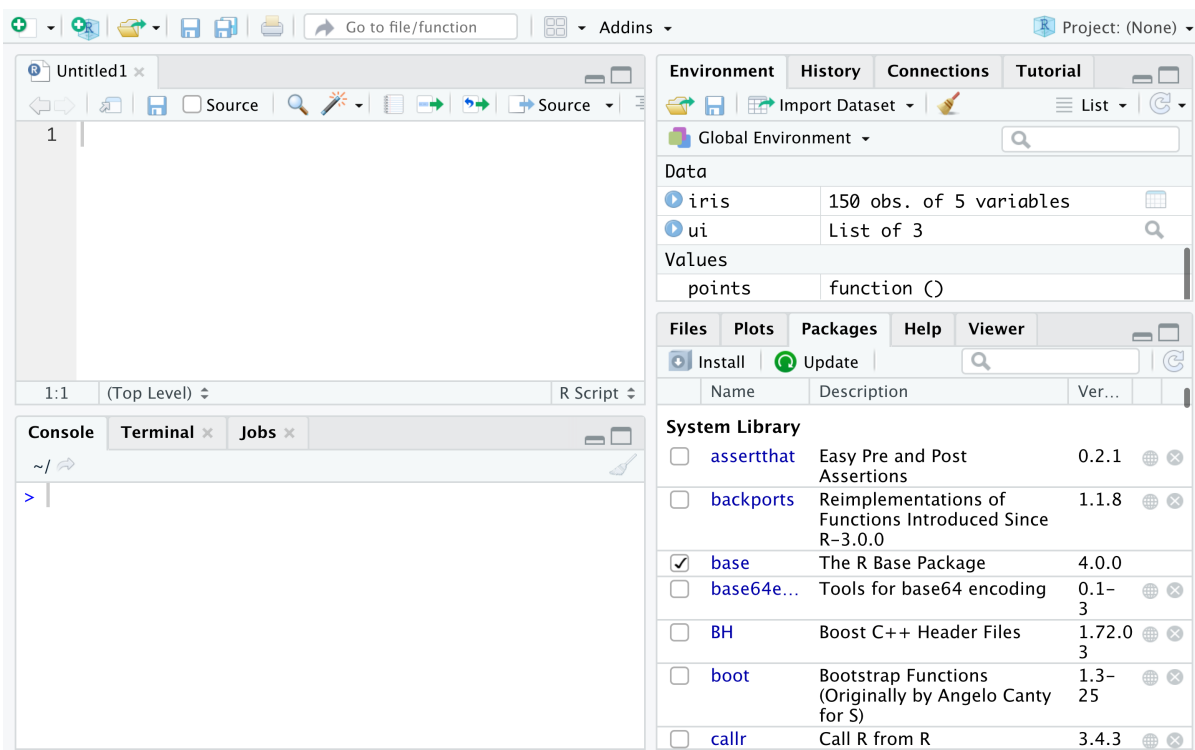 Go to file/function
Addins
Project: (None)
Untitled1
Source
Source
1
1:1 (Top Level) R Script
Console Terminal Jobs
~/
>
Environment History Connections Tutorial
Import Dataset List
Global Environment
Data
iris 150 obs. of 5 variables
ui List of 3
Values
points function ()
Files Plots Packages Help Viewer
Install Update
Name Description Ver...
System Library
assertthat Easy Pre and Post 0.2.1
Assertions
backports Reimplementations of 1.1.8
Functions Introduced Since
R-3.0.0
base The R Base Package 4.0.0
base64e... Tools for base64 encoding 0.1-
3
BH Boost C++ Header Files 1.72.0
3
boot Bootstrap Functions 1.3-
(Originally by Angelo Canty 25
for S)
callr Call R from R 3.4.3